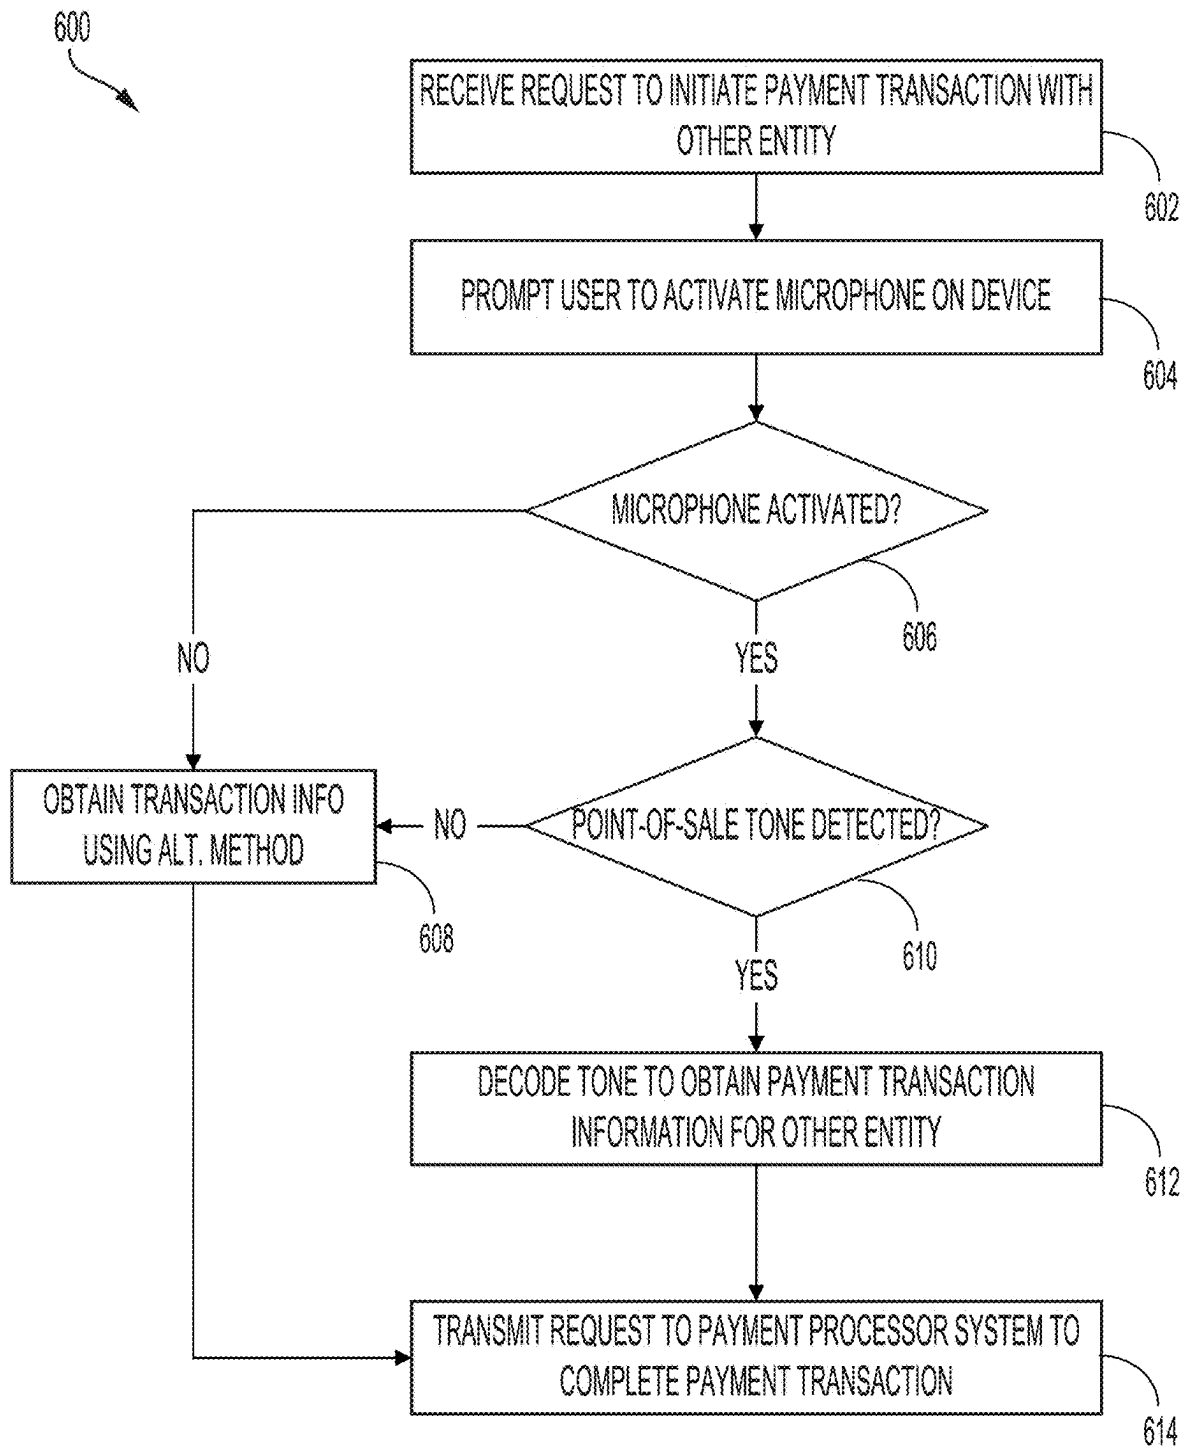 600
RECEIVE REQUEST TO INITIATE PAYMENT TRANSACTION WITH
OTHER ENTITY
602
PROMPT USER TO ACTIVATE MICROPHONE ON DEVICE
604
MICROPHONE ACTIVATED?
606
NO
YES
OBTAIN TRANSACTION INFO
USING ALT. METHOD
608
NO
POINT-OF-SALE TONE DETECTED?
610
YES
DECODE TONE TO OBTAIN PAYMENT TRANSACTION
INFORMATION FOR OTHER ENTITY
612
TRANSMIT REQUEST TO PAYMENT PROCESSOR SYSTEM TO
COMPLETE PAYMENT TRANSACTION
614